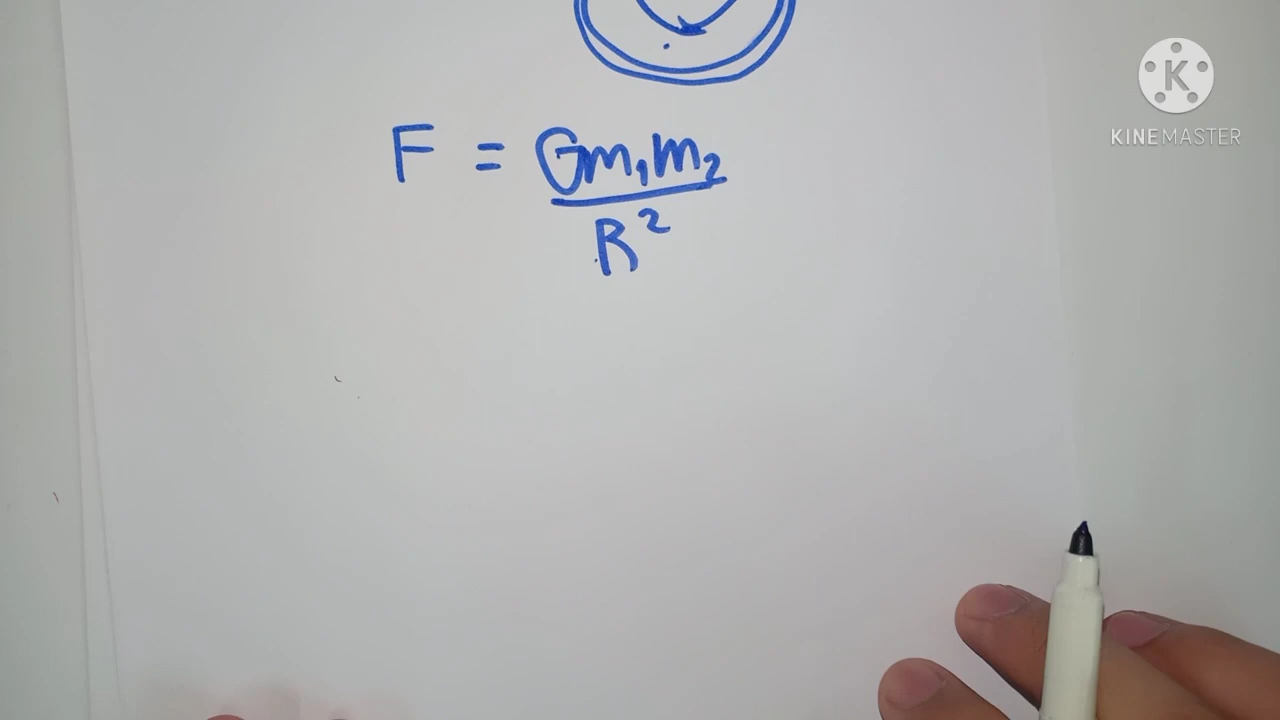 K
KINEMASTER
F = Gm₁m₂
R²